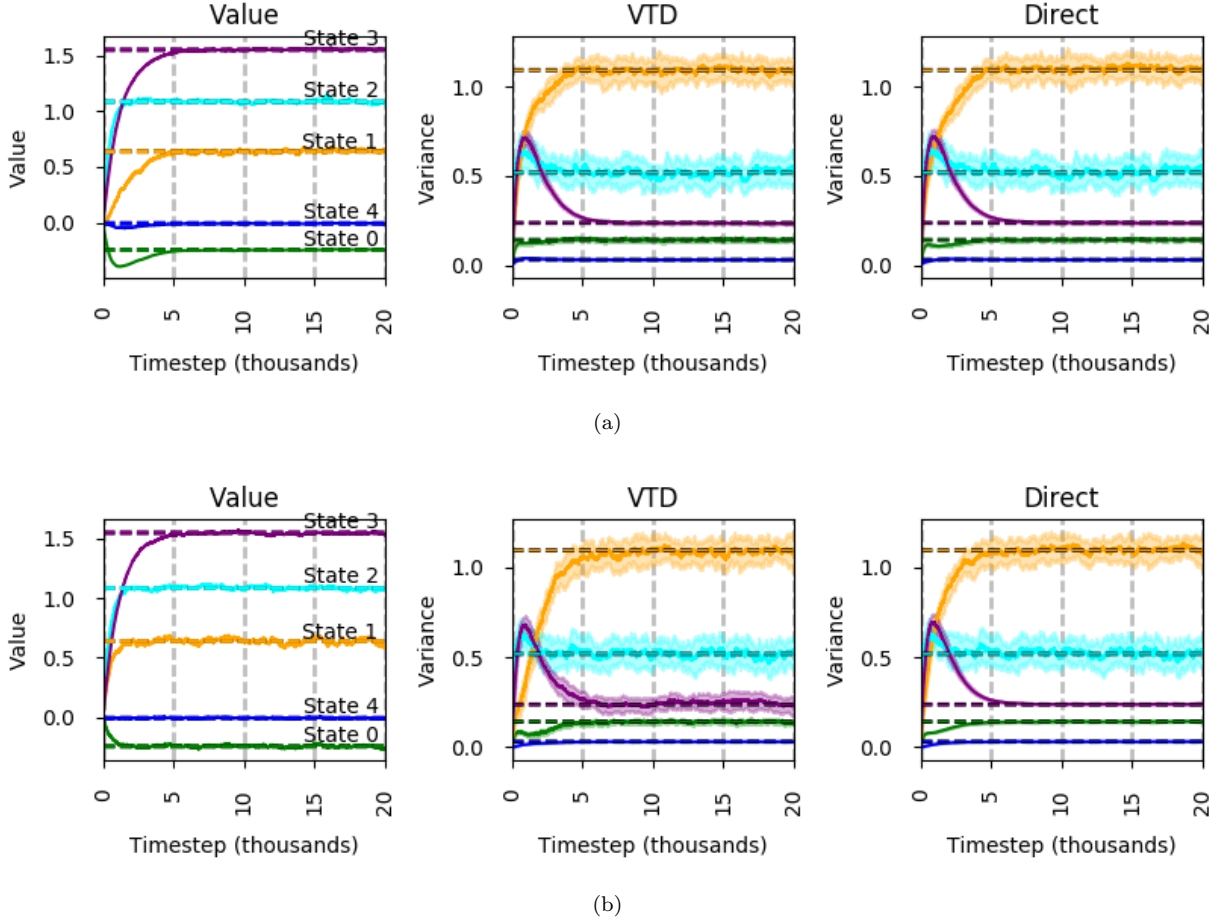 Value VTD Direct
1.5 State 3
State 2
1.0 1.0 1.0
State 1
0.5 0.5 0.5
State 4
0.0 State 0
0.0 0.0
Value Variance Variance
0 5 10 15 20 0 5 10 15 20 0 5 10 15 20
Timestep (thousands) Timestep (thousands) Timestep (thousands)
(a)
Value VTD Direct
1.5 State 3
State 2
1.0 1.0 1.0
State 1
0.5 0.5 0.5
State 4
0.0 State 0
0.0 0.0
Value Variance Variance
0 5 10 15 20 0 5 10 15 20 0 5 10 15 20
Timestep (thousands) Timestep (thousands) Timestep (thousands)
(b)